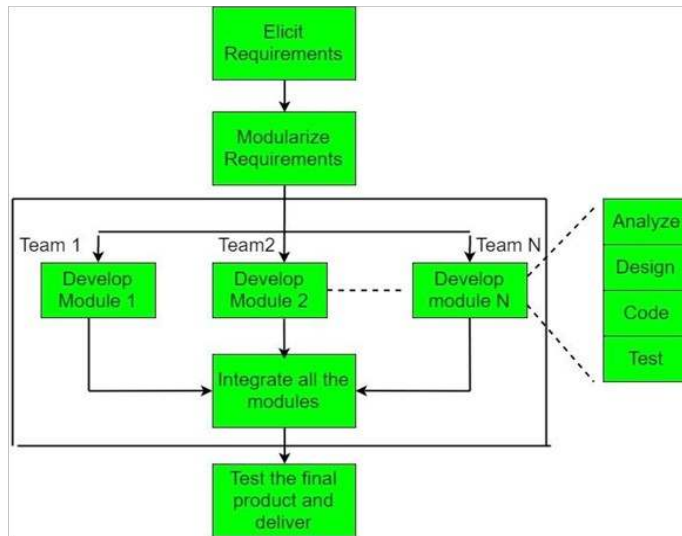 Elicit
Requirements
Modularize
Requirements
Team 1
Team2
Team N
Develop
Module 1
Develop
Module 2
Develop
module N
Analyze
Design
Code
Test
Integrate all the
modules
Test the final
product and
deliver